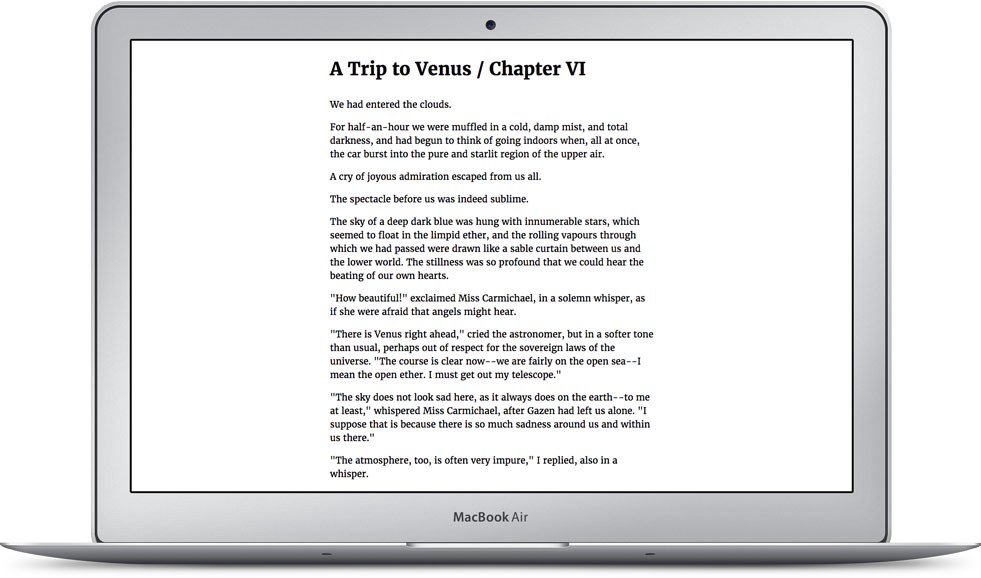 A Trip to Venus / Chapter VI
We had entered the clouds.
For half-an-hour we were muffled in a cold, damp mist, and total
darkness, and had begun to think of going indoors when, all at once,
the car burst into the pure and starlit region of the upper air.
A cry of joyous admiration escaped from us all.
The spectacle before us was indeed sublime.
The sky of a deep dark blue was hung with innumerable stars, which
seemed to float in the limpid ether, and the rolling vapours through
which we had passed were drawn like a sable curtain between us and
the lower world. The stillness was so profound that we could hear the
beating of our own hearts.
"How beautiful!" exclaimed Miss Carmichael, in a solemn whisper, as
if she were afraid that angels might hear.
"There is Venus right ahead," cried the astronomer, but in a softer tone
than usual, perhaps out of respect for the sovereign laws of the
universe. "The course is clear now--we are fairly on the open sea--I
mean the open ether. I must get out my telescope."
"The sky does not look sad here, as it always does on the earth--to me
at least," whispered Miss Carmichael, after Gazen had left us alone. "I
suppose that is because there is so much sadness around us and within
us there."
"The atmosphere, too, is often very impure," I replied, also in a
whisper.
MacBook Air